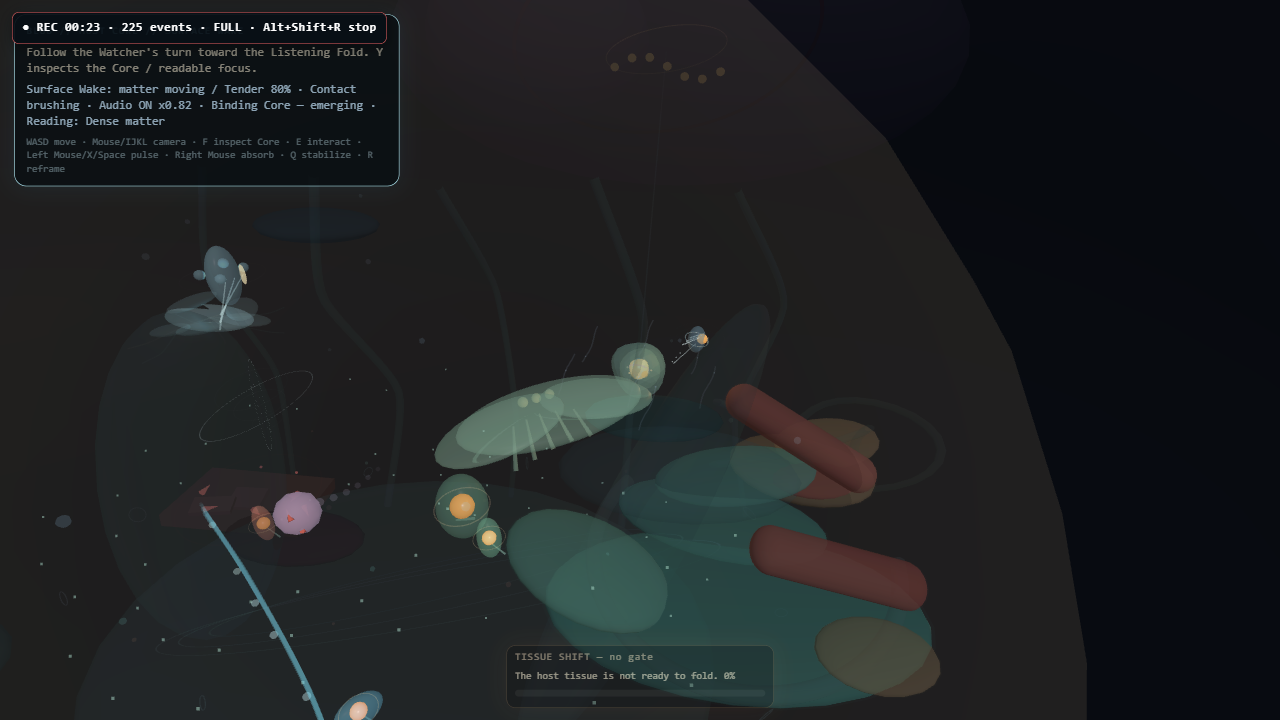 ● REC 00:23 · 225 events · FULL · Alt+Shift+R stop
Follow the Watcher's turn toward the Listening Fold. Y
inspects the Core / readable focus.
Surface Wake: matter moving / Tender 80% · Contact
brushing · Audio ON x0.82 · Binding Core — emerging ·
Reading: Dense matter
WASD move · Mouse/IJKL camera · F inspect Core · E interact ·
Left Mouse/X/Space pulse · Right Mouse absorb · Q stabilize · R
reframe
TISSUE SHIFT — no gate
The host tissue is not ready to fold. 0%